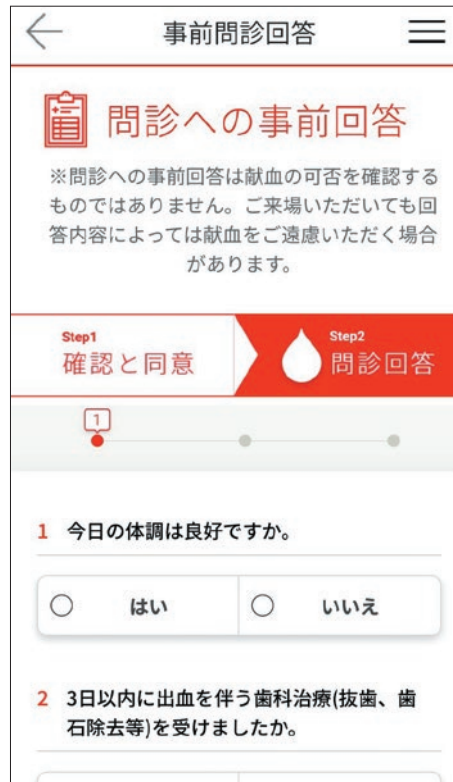 事前問診回答
問診への事前回答
※問診への事前回答は献血の可否を確認する
ものではありません。ご来場いただいても回
答内容によっては献血をご遠慮いただく場合
があります。
Step1
確認と同意
Step2
問診回答
1
1 今日の体調は良好ですか。
はい いいえ
2 3日以内に出血を伴う歯科治療(抜歯、歯
石除去等)を受けましたか。